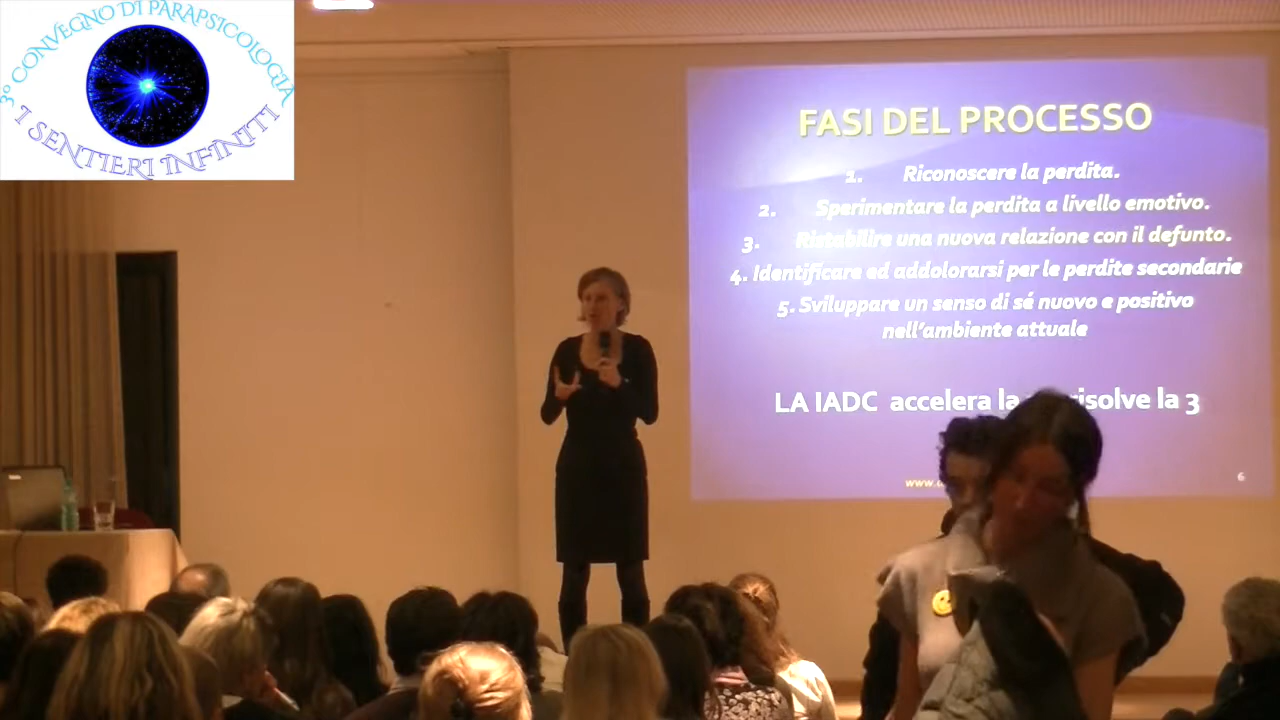 3° CONVEGNO DI PARAPSICOLOGIA
I SENTIERI INFINITI
FASI DEL PROCESSO
1. Riconoscere la perdita.
2. Sperimentare la perdita a livello emotivo.
3. Ristabilire una nuova relazione con il defunto.
4. Identificare ed addolorarsi per le perdite secondarie
5. Sviluppare un senso di sé nuovo e positivo
nell'ambiente attuale
LA IADC accelera la risolve la 3
www.
6